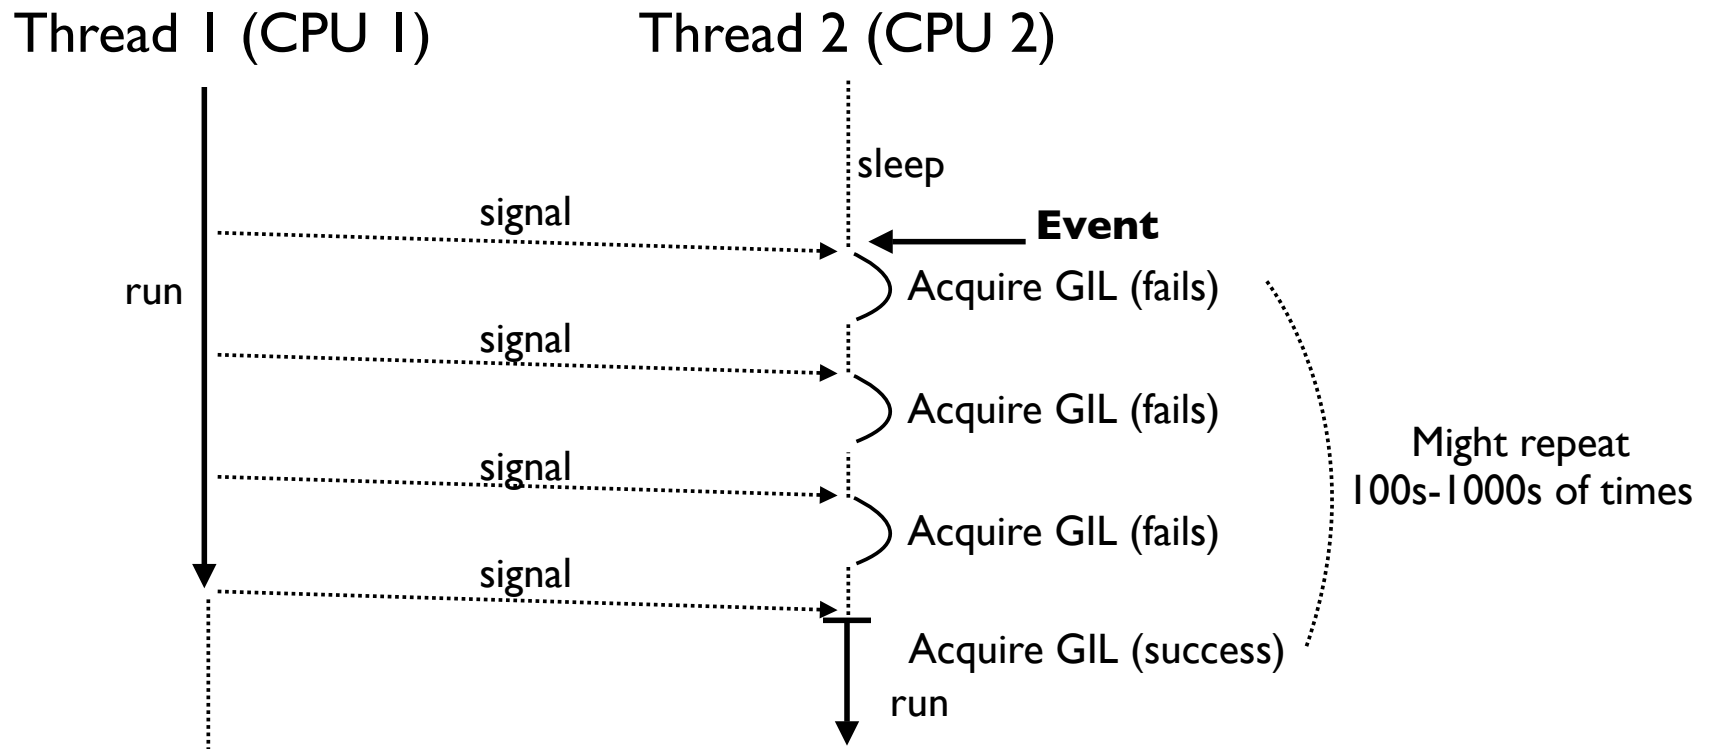 Thread 1 (CPU 1)
Thread 2 (CPU 2)
sleep
signal
Event
run
Acquire GIL (fails)
signal
Acquire GIL (fails)
Might repeat
100s-1000s of times
signal
Acquire GIL (fails)
signal
Acquire GIL (success)
run